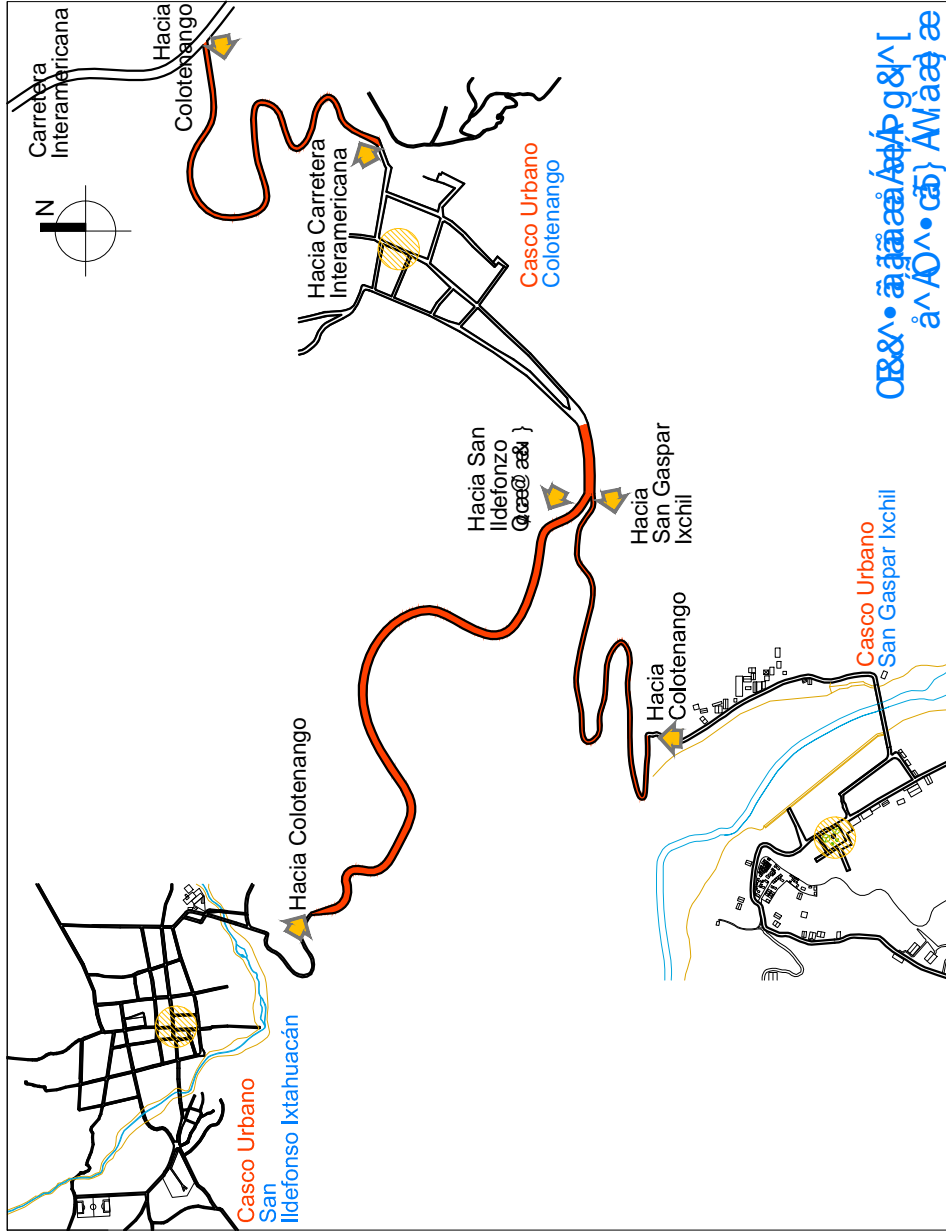 Carretera
Interamericana
Hacia
Colotenango
N
Hacia Carretera
Interamericana
Casco Urbano
Colotenango
Hacia San
Ildefonzo
Hacia
San Gaspar
Ixchil
Hacia
Colotenango
Casco Urbano
San Gaspar Ixchil
Hacia Colotenango
Casco Urbano
San
Ildefonso Ixtahuacán